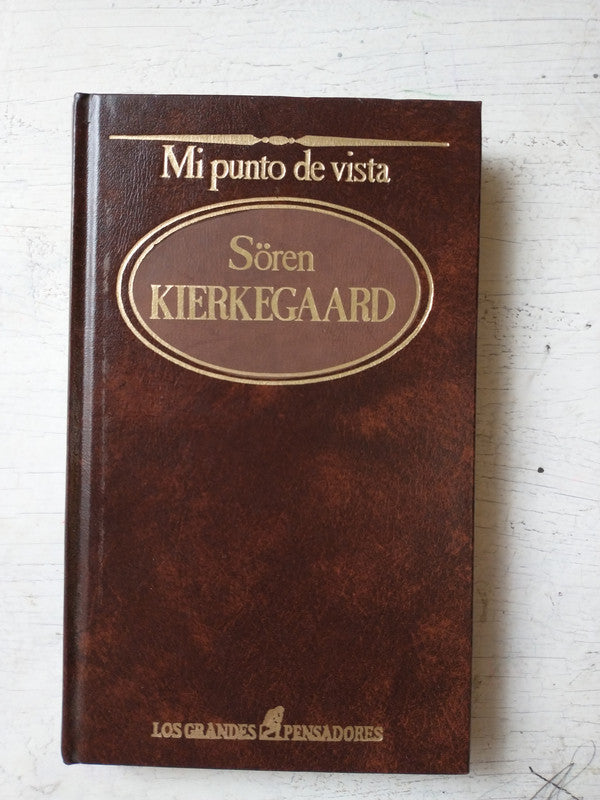 Mi punto de vista
Sören
KIERKEGAARD
LOS GRANDES PENSADORES